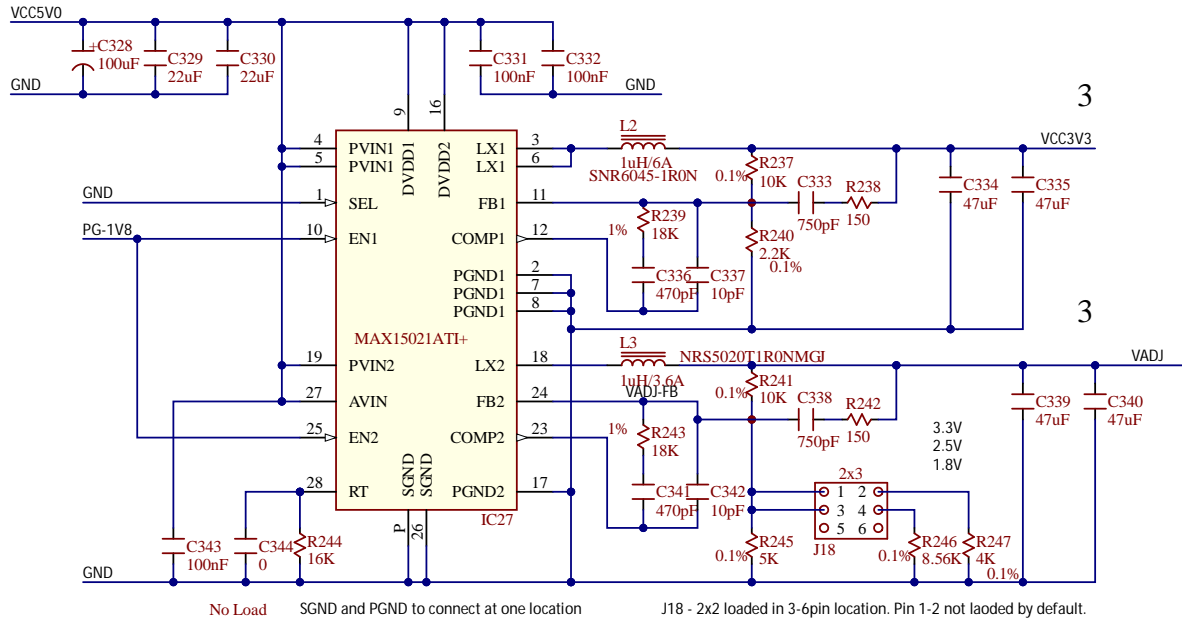 VCC5V0
+C328
100uF
C329
22uF
C330
22uF
C331
100nF
C332
100nF
GND
GND
3
9
16
DVDD1
DVDD2
4
PVIN1
5
PVIN1
GND
1
SEL
PG-1V8
10
EN1
3
LX1
6
LX1
11
FB1
12
COMP1
2
PGND1
7
PGND1
8
PGND1
MAX15021ATI+
L2
1uH/6A
SNR6045-1R0N
VCC3V3
R237
0.1%
10K
C333
750pF
R238
150
C334
47uF
C335
47uF
R239
1%
18K
R240
2.2K
0.1%
C336
470pF
C337
10pF
3
19
PVIN2
27
AVIN
25
EN2
28
RT
SGND
SGND
P
26
18
LX2
24
FB2
23
COMP2
17
PGND2
IC27
L3
NRS5020T1R0NMGJ
1uH/3.6A
VADJ-FB
VADJ
R241
0.1%
10K
C338
750pF
R242
150
C339
47uF
C340
47uF
3.3V
2.5V
1.8V
R243
1%
18K
C341
470pF
C342
10pF
2x3
1 2
3 4
5 6
J18
R245
0.1%
5K
R246
0.1%
8.56K
R247
4K
0.1%
C343
100nF
C344
0
R244
16K
GND
No Load
SGND and PGND to connect at one location
J18 - 2x2 loaded in 3-6pin location. Pin 1-2 not laoded by default.